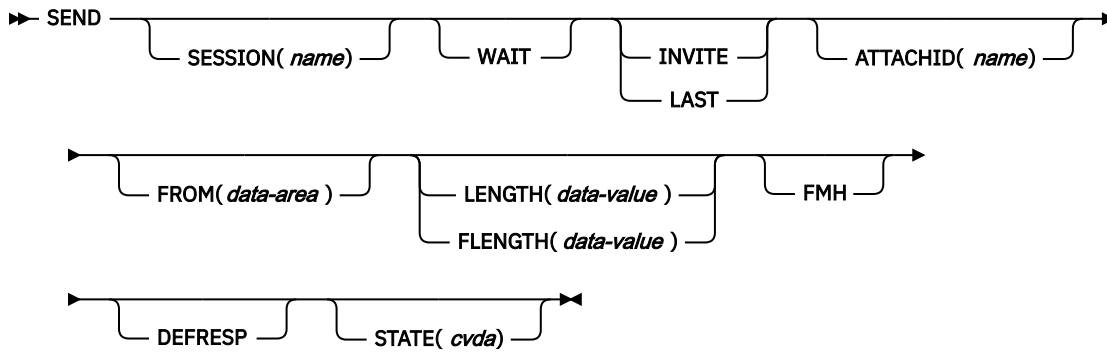 SEND
SESSION( name) WAIT INVITE ATTACHID( name)
LAST
FROM( data-area ) LENGTH( data-value ) FMH
FLENGTH( data-value )
DEFRESP STATE( cvda)